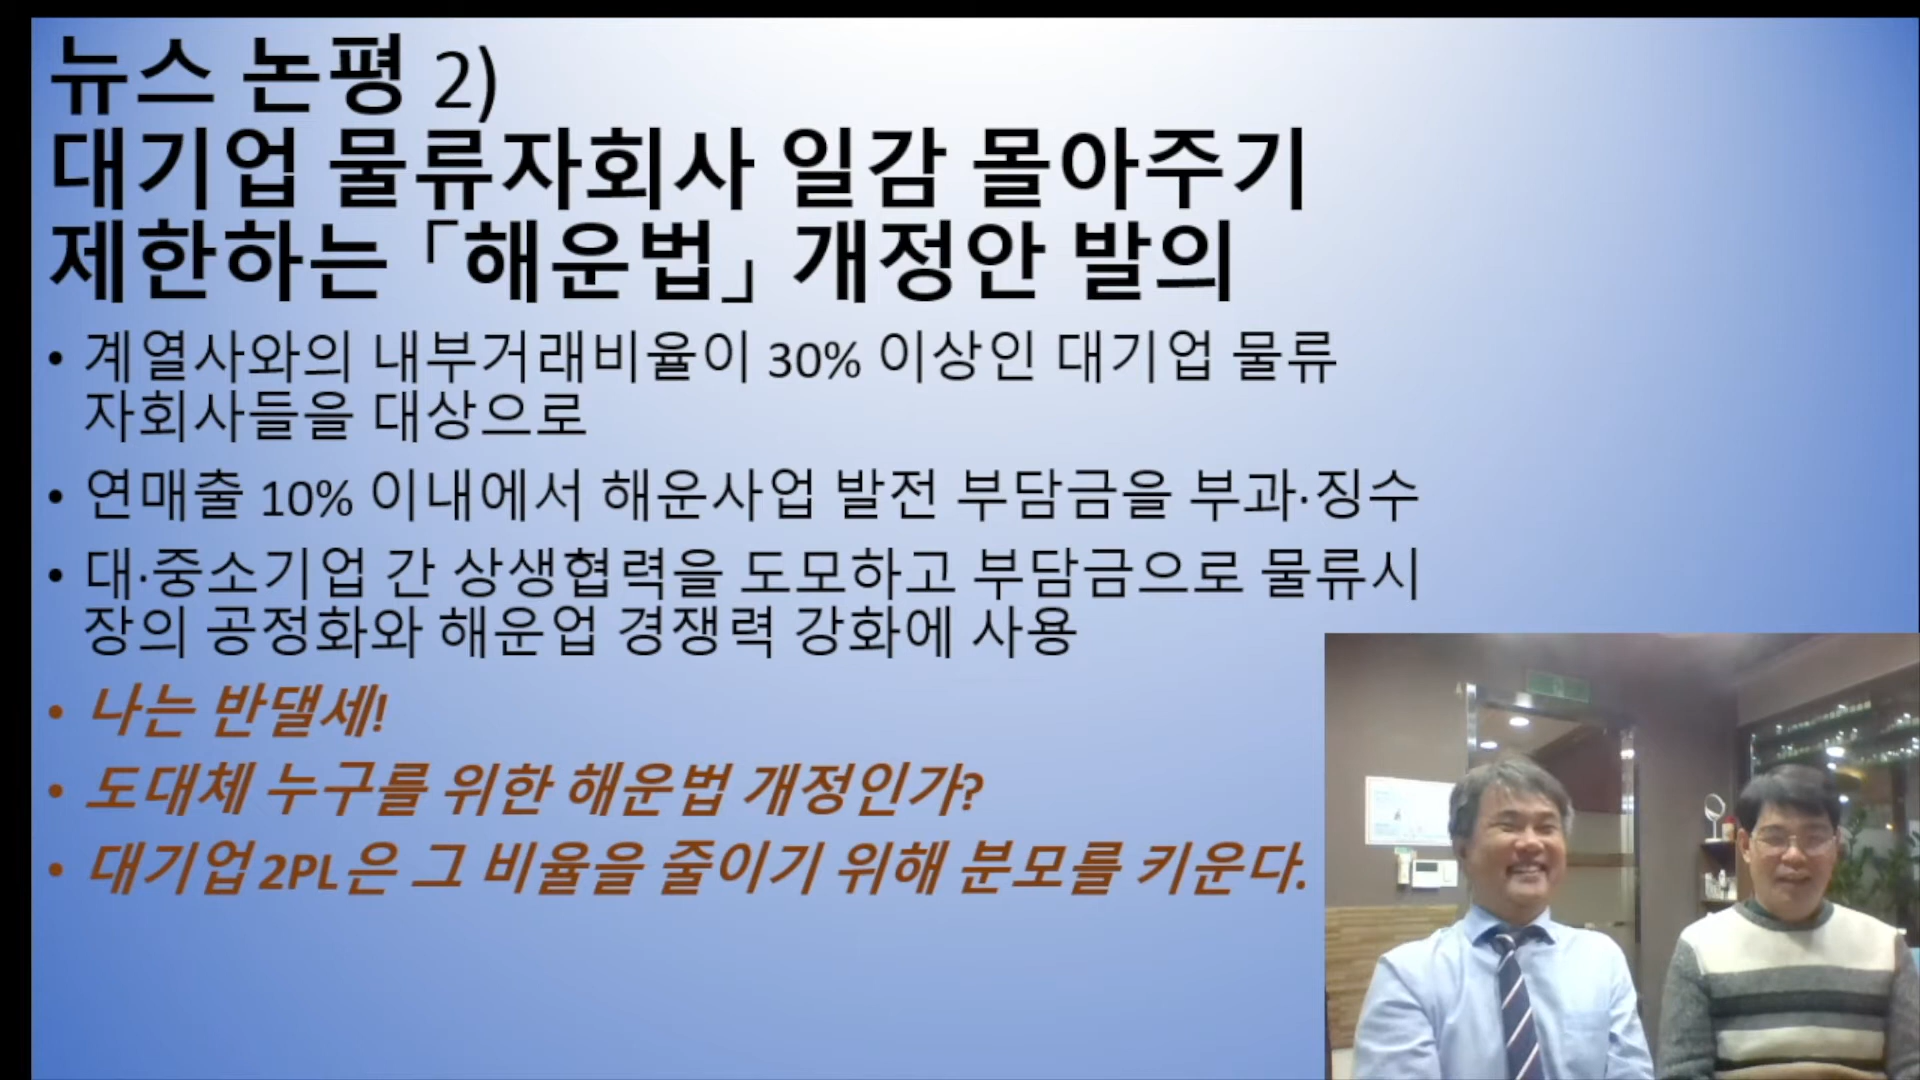 뉴스 논평 2)
대기업 물류자회사 일감 몰아주기
제한하는 「해운법」 개정안 발의
• 계열사와의 내부거래비율이 30% 이상인 대기업 물류
자회사들을 대상으로
• 연매출 10% 이내에서 해운사업 발전 부담금을 부과·징수
• 대·중소기업 간 상생협력을 도모하고 부담금으로 물류시
장의 공정화와 해운업 경쟁력 강화에 사용
• 나는 반댈세!
• 도대체 누구를 위한 해운법 개정인가?
• 대기업 2PL은 그 비율을 줄이기 위해 분모를 키운다.